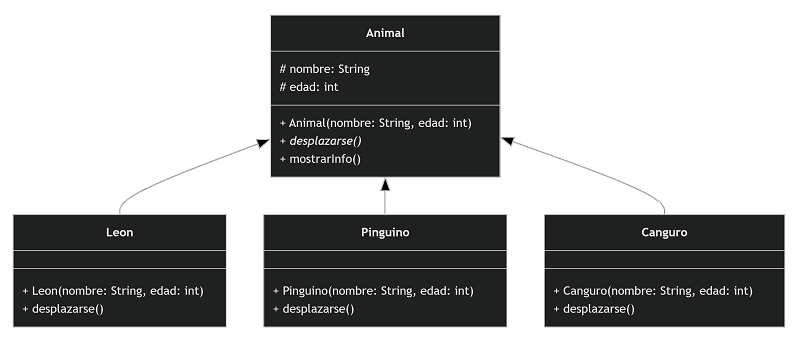 Animal
# nombre: String
# edad: int
+ Animal(nombre: String, edad: int)
+ desplazarse()
+ mostrarInfo()
Leon
+ Leon(nombre: String, edad: int)
+ desplazarse()
Pinguino
+ Pinguino(nombre: String, edad: int)
+ desplazarse()
Canguro
+ Canguro(nombre: String, edad: int)
+ desplazarse()